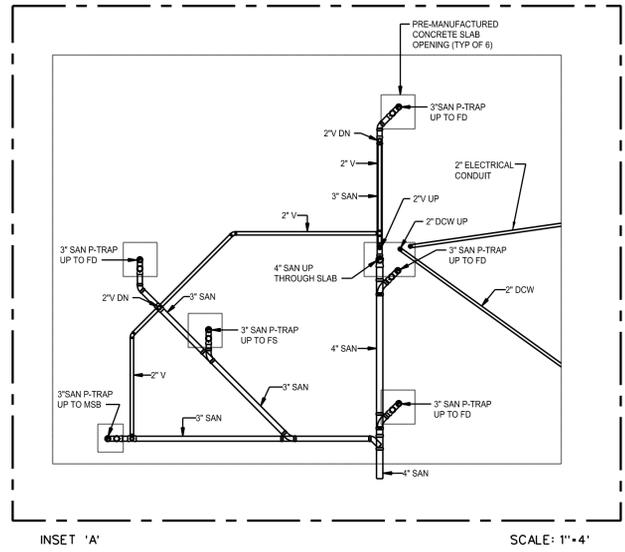 PRE-MANUFACTURED
CONCRETE SLAB
OPENING (TYP OF 6)
3"SAN P-TRAP
UP TO FD
2"V DN
2" V
3" SAN
2" ELECTRICAL
CONDUIT
2"V UP
2" DCW UP
2" V
3" SAN P-TRAP
UP TO FD
3" SAN P-TRAP
UP TO FD
4" SAN UP
THROUGH SLAB
2"V DN
3" SAN
2" DCW
3" SAN P-TRAP
UP TO FS
4" SAN
2" V
3" SAN
3"SAN P-TRAP
UP TO MSB
3" SAN
3" SAN P-TRAP
UP TO FD
4" SAN
INSET 'A'
SCALE: 1"=4'